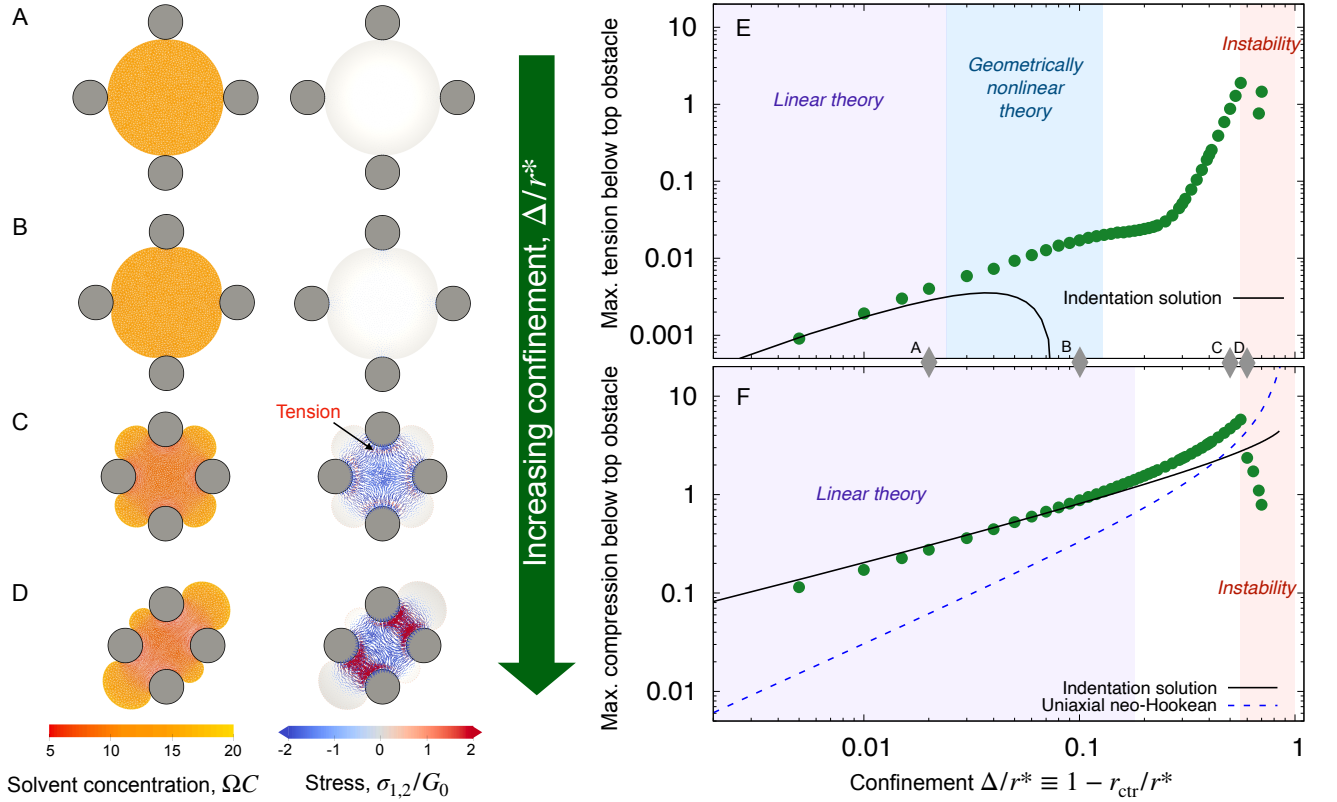 A
B
C
Tension
D
5
10
15
20
Solvent concentration, ΩC
-2
-1
0
1
2
Stress, σ1,2/G0
Increasing confinement, Δ/r*
E
Instability
Geometrically
nonlinear
theory
Linear theory
Indentation solution
A
B
C
D
10
1
0.1
0.01
0.001
Max. tension below top obstacle
F
Linear theory
Instability
Indentation solution
Uniaxial neo-Hookean
10
1
0.1
0.01
Max. compression below top obstacle
0.01
0.1
1
Confinement Δ/r* ≡ 1 − rctr/r*